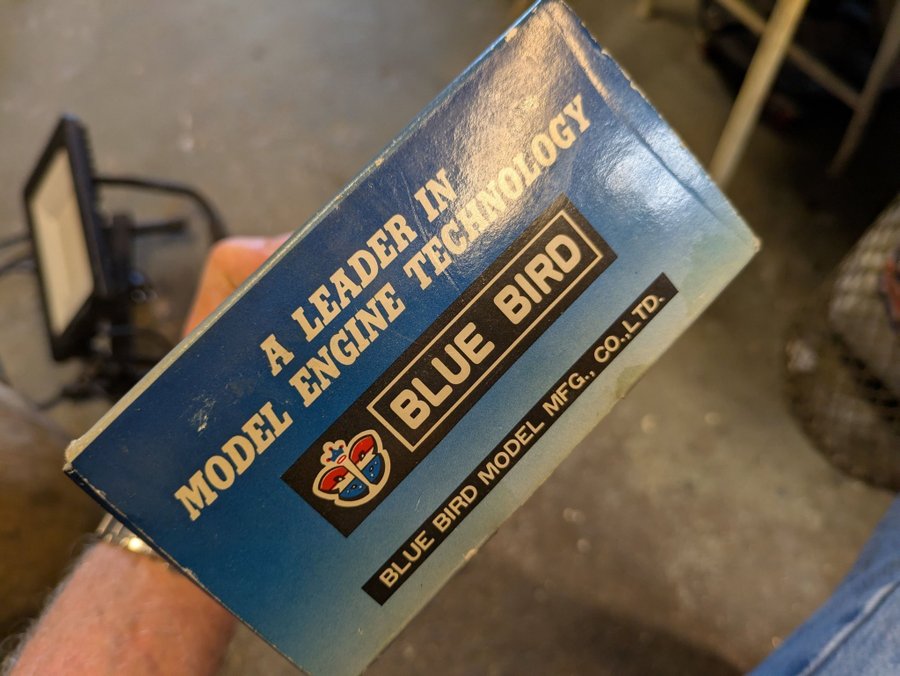 A LEADER IN
MODEL ENGINE TECHNOLOGY
BLUE BIRD
BLUE BIRD MODEL MFG., CO.,LTD.